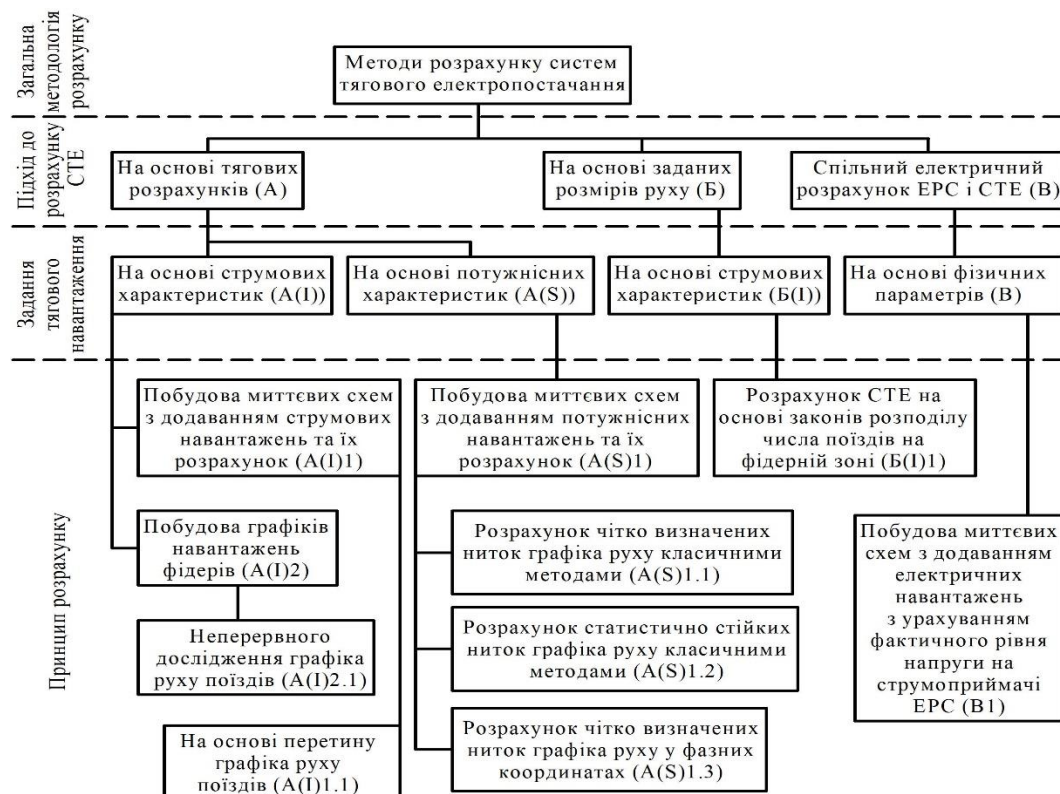 Загальна
методологія
розрахунку
Методи розрахунку систем
тягового електропостачання
Підхід до
розрахунку
СТЕ
На основі тягових
розрахунків (А)
На основі заданих
розмірів руху (Б)
Спільний електричний
розрахунок ЕРС і СТЕ (В)
Задання
тягового
навантаження
На основі струмових
характеристик (А(I))
На основі потужнісних
характеристик (А(S))
На основі струмових
характеристик (Б(I))
На основі фізичних
параметрів (В)
Принцип розрахунку
Побудова миттєвих схем
з додаванням струмових
навантажень та їх
розрахунок (А(I)1)
Побудова миттєвих схем
з додаванням потужнісних
навантажень та їх
розрахунок (А(S)1)
Розрахунок СТЕ на
основі законів розподілу
числа поїздів на
фідерній зоні (Б(I)1)
Побудова графіків
навантажень
фідерів (А(I)2)
Розрахунок чітко визначених
ниток графіка руху класичними
методами (А(S)1.1)
Побудова миттєвих
схем з додаванням
електричних
навантажень
з урахуванням
фактичного рівня
напруги на
струмоприймачі
ЕРС (В1)
Неперервного
дослідження графіка
руху поїздів (А(I)2.1)
Розрахунок статистично стійких
ниток графіка руху класичними
методами (А(S)1.2)
На основі перетину
графіка руху
поїздів (А(I)1.1)
Розрахунок чітко визначених
ниток графіка руху у фазних
координатах (А(S)1.3)